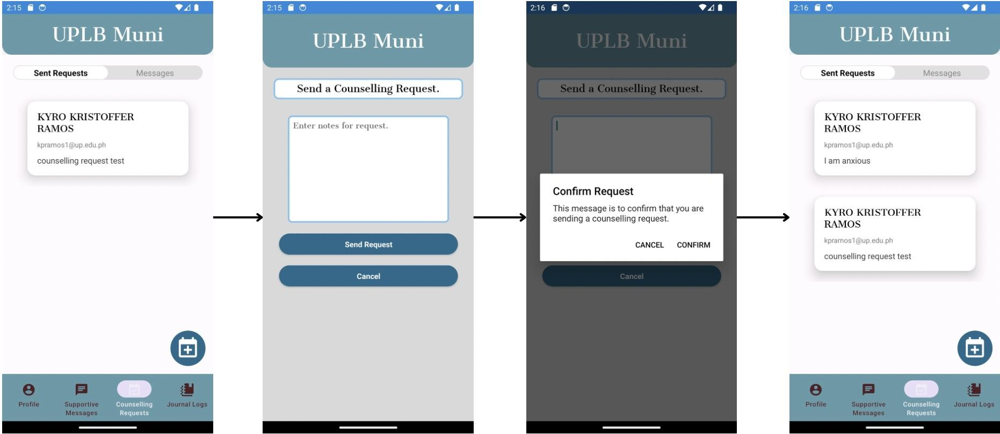 2:15
UPLB Muni
Sent Requests
Messages
KYRO KRISTOFFER
RAMOS
kpramos1@up.edu.ph
counselling request test
Profile
Supportive
Messages
Counselling
Requests
Journal Logs
2:15
UPLB Muni
Send a Counselling Request.
Enter notes for request.
Send Request
Cancel
2:16
UPLB Muni
Send a Counselling Request.
Confirm Request
This message is to confirm that you are
sending a counselling request.
CANCEL
CONFIRM
Cancel
2:16
UPLB Muni
Sent Requests
Messages
KYRO KRISTOFFER
RAMOS
kpramos1@up.edu.ph
I am anxious
KYRO KRISTOFFER
RAMOS
kpramos1@up.edu.ph
counselling request test
Profile
Supportive
Messages
Counselling
Requests
Journal Logs